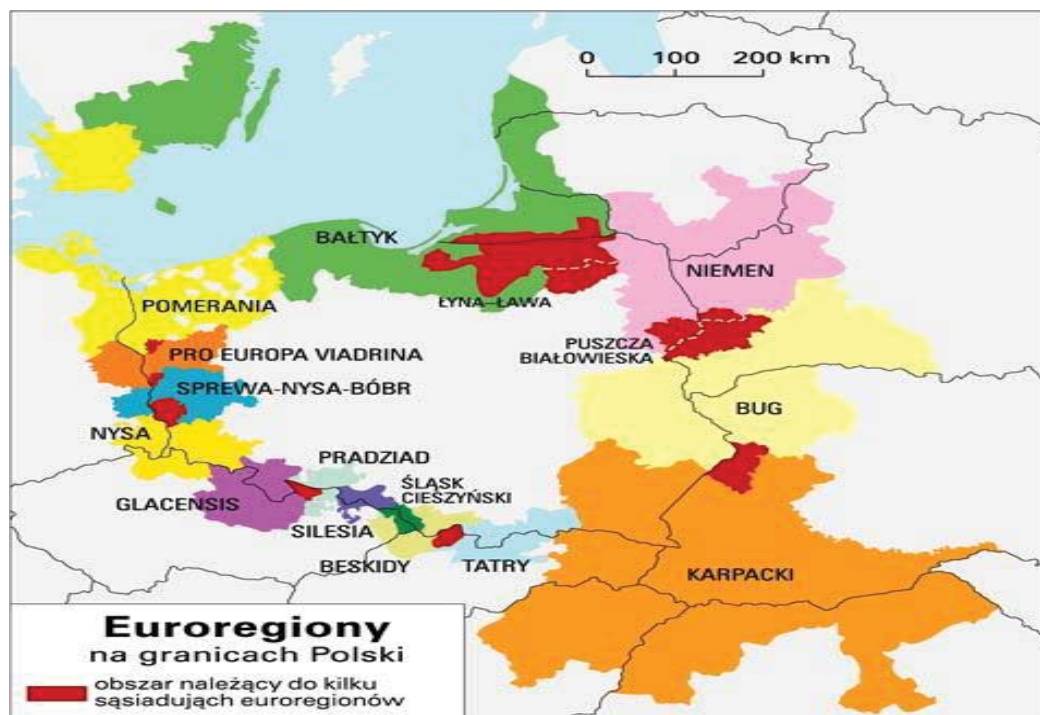 0 100 200 km
BAŁTYK
NIEMEN
POMERANIA
ŁYNA–ŁAWA
PUSZCZA
BIAŁOWIESKA
PRO EUROPA VIADRINA
SPREWA-NYSA-BÓBR
BUG
NYSA
PRADZIAD
ŚLĄSK
CIESZYŃSKI
GLACENSIS
SILESIA
BESKIDY
TATRY
KARPACKI
Euroregiony
na granicach Polski
obszar należący do kilku
sąsiadująch euroregionów